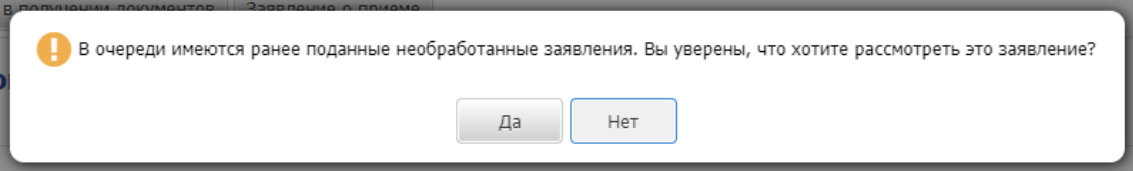 в получении документов Заявление о приеме
В очереди имеются ранее поданные необработанные заявления. Вы уверены, что хотите рассмотреть это заявление?
Да Нет